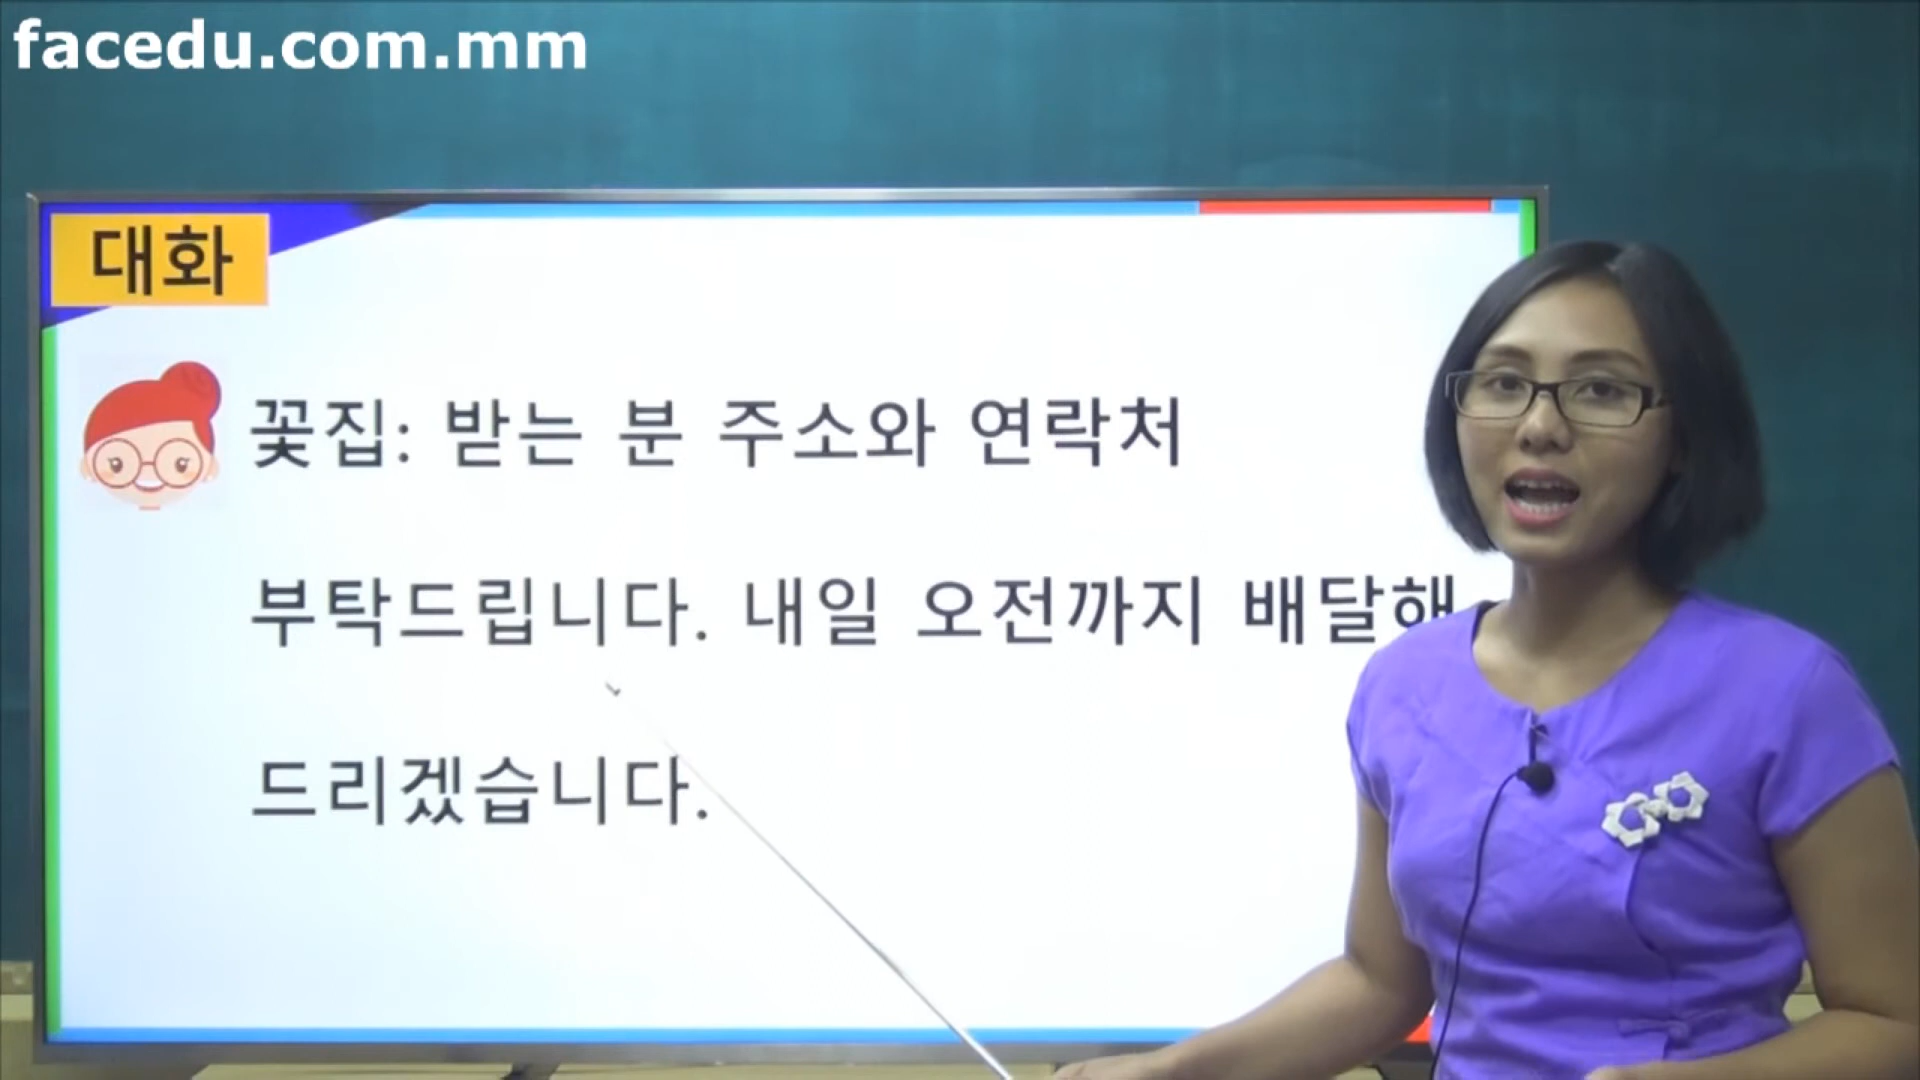 facedu.com.mm
대화
꽃집: 받는 분 주소와 연락처
부탁드립니다. 내일 오전까지 배달해
드리겠습니다.